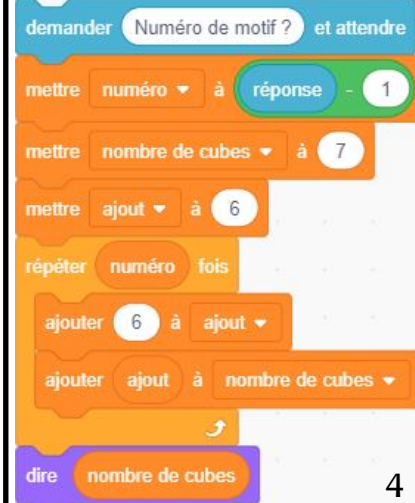 demander Numéro de motif ? et attendre
mettre numéro à réponse - 1
mettre nombre de cubes à 7
mettre ajout à 6
répéter numéro fois
ajouter 6 à ajout
ajouter ajout à nombre de cubes
dire nombre de cubes
4